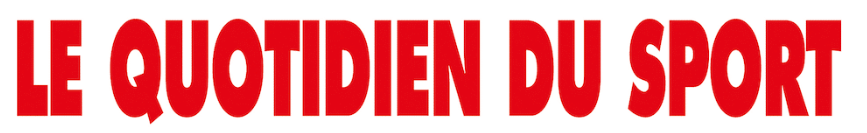 LE QUOTIDIEN DU SPORT